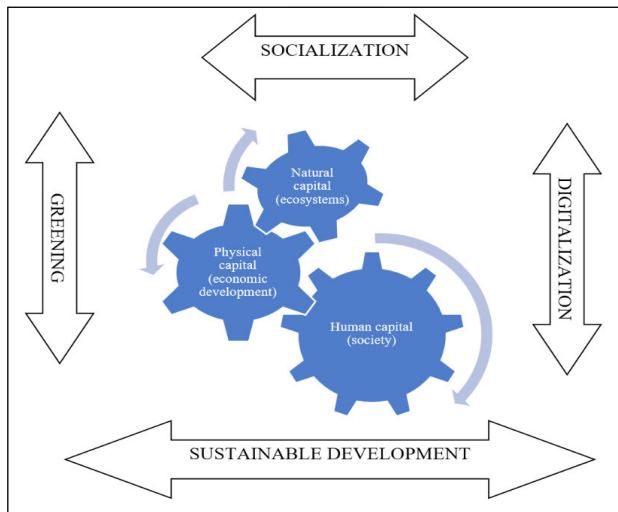 SOCIALIZATION
GREENING
Natural
capital
(ecosystems)
Physical
capital
(economic
development)
Human capital
(society)
DIGITALIZATION
SUSTAINABLE DEVELOPMENT